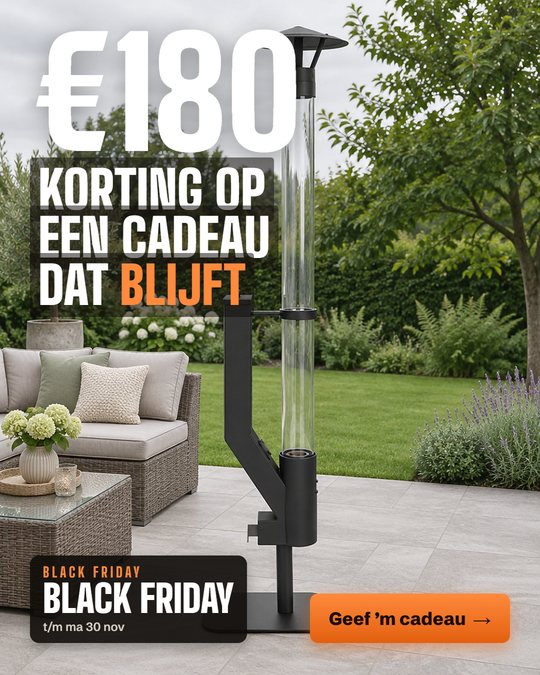 €180
KORTING OP
EEN CADEAU
DAT BLIJFT
BLACK FRIDAY
BLACK FRIDAY
t/m ma 30 nov
Geef ’m cadeau →